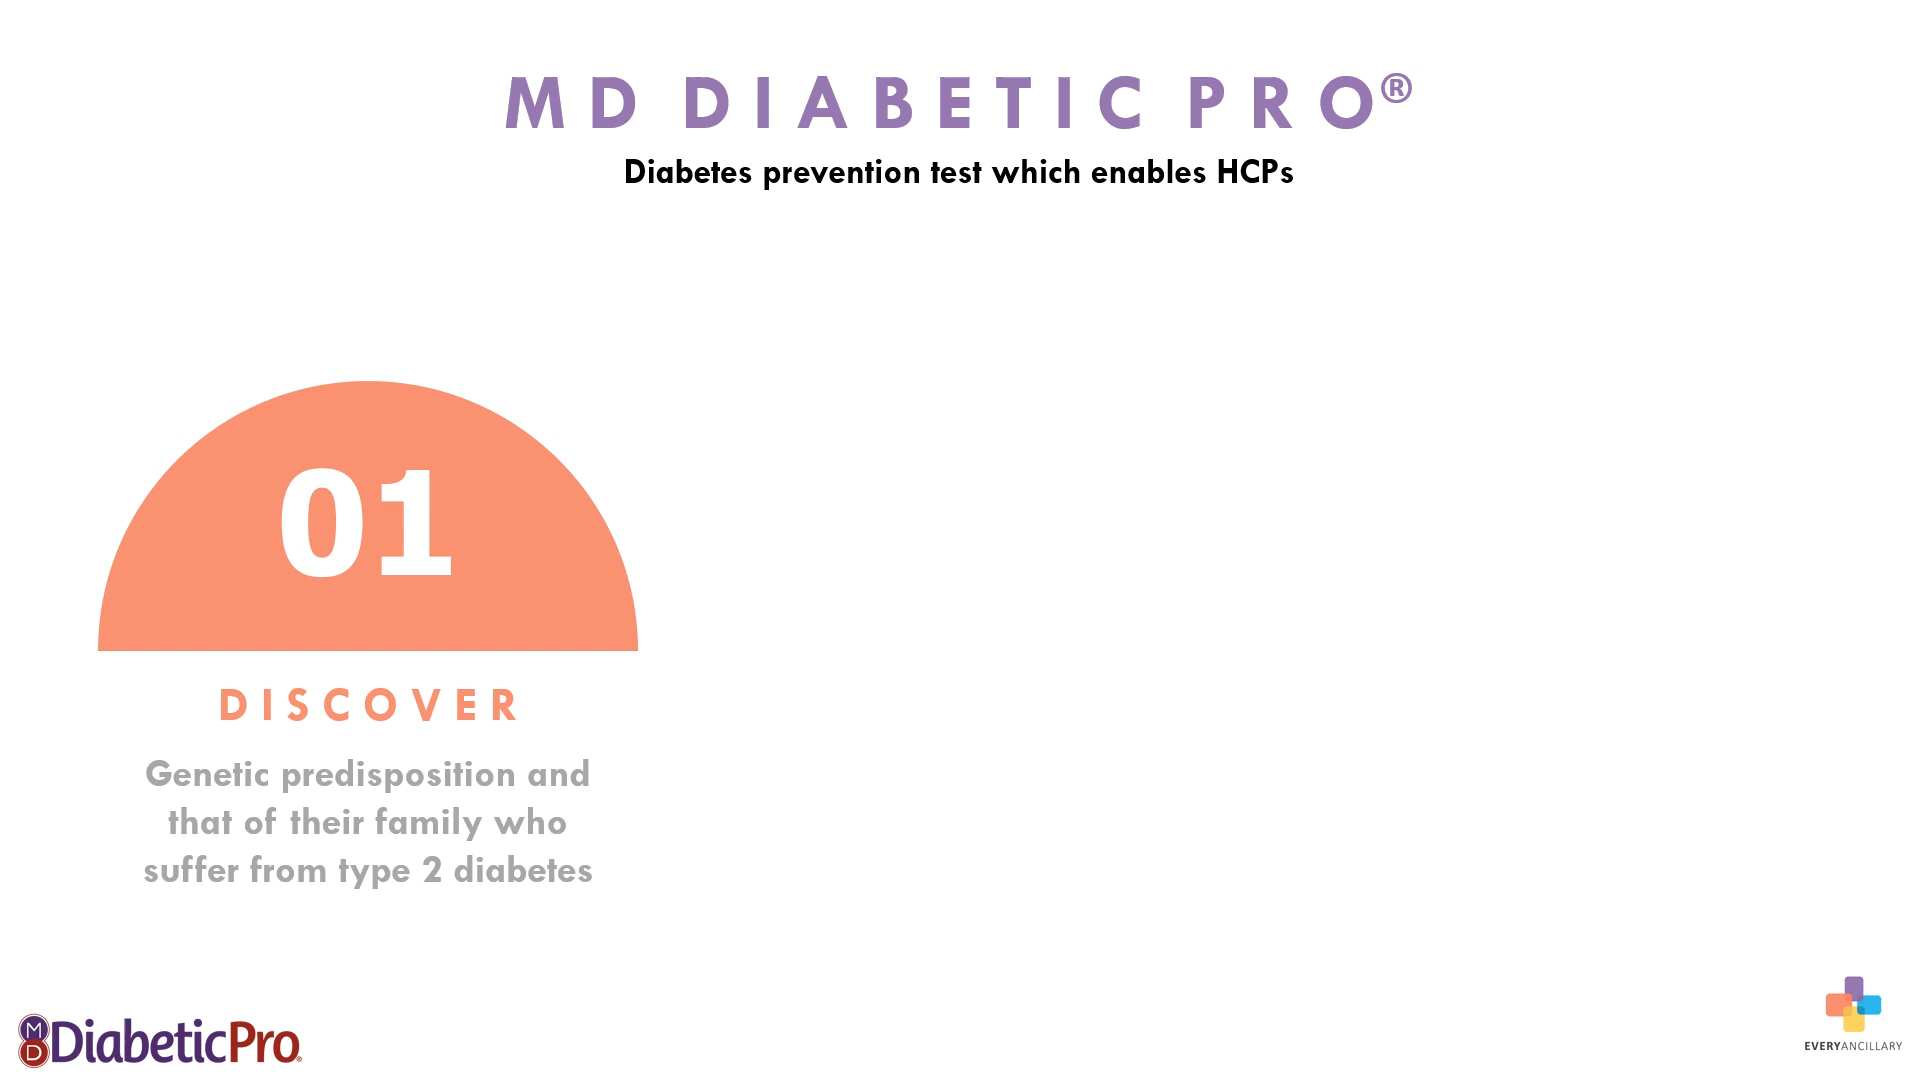 MD DIABETIC PRO®
Diabetes prevention test which enables HCPs
01
DISCOVER
Genetic predisposition and
that of their family who
suffer from type 2 diabetes
MD DiabeticPro®
EVERYANCILLARY